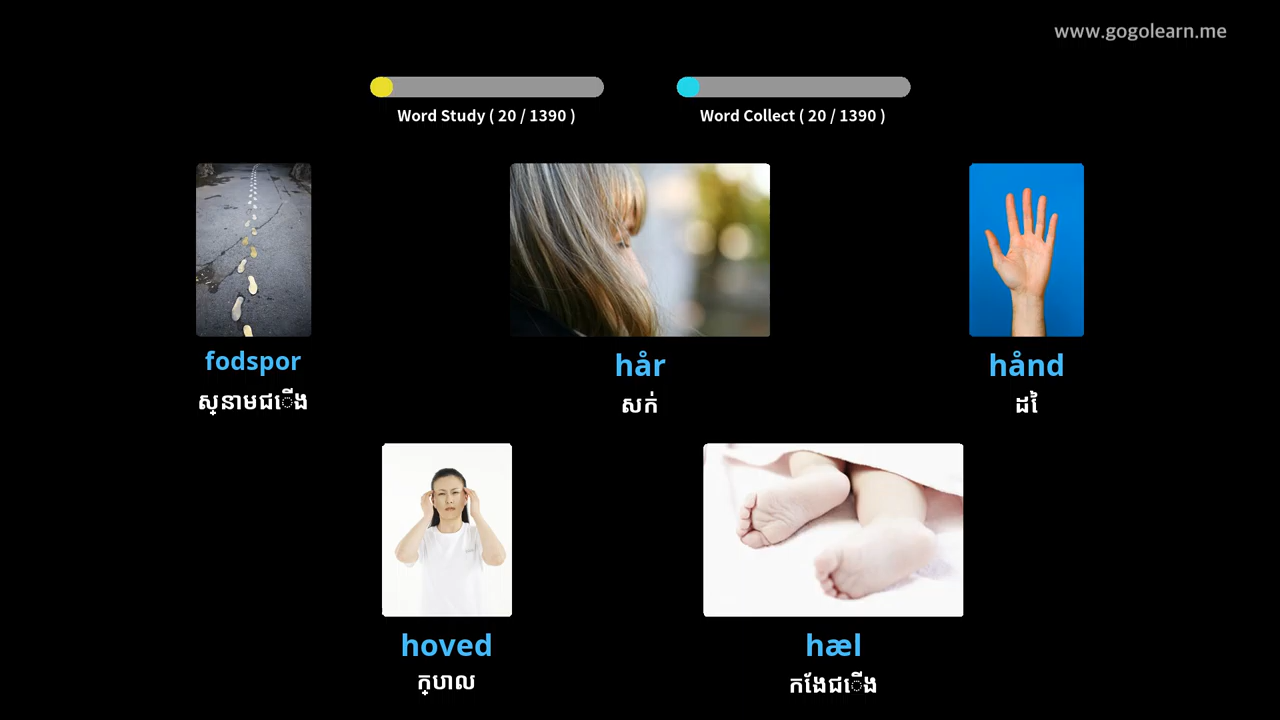 www.gogolearn.me
Word Study ( 20 / 1390 )
Word Collect ( 20 / 1390 )
fodspor
ស្នាមជើង
hår
សក់
hånd
ដៃ
hoved
ក្បាល
hæl
កែងជើង